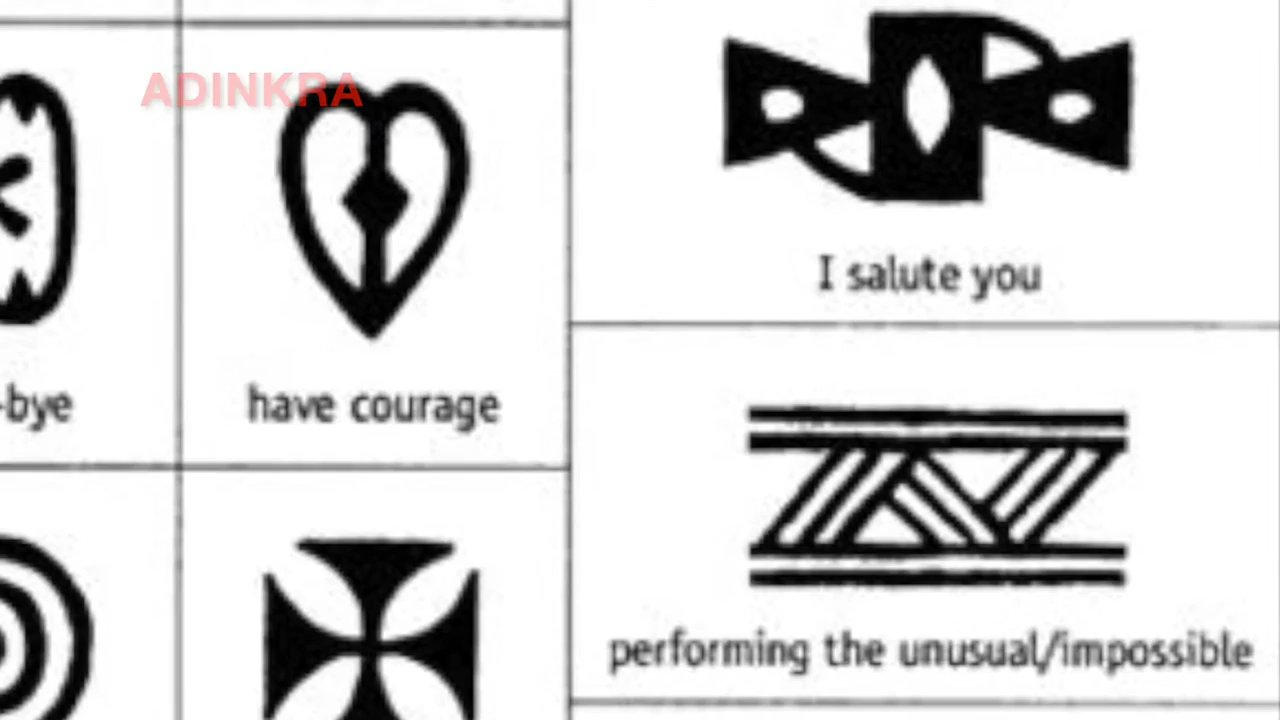 ADINKRA
I salute you
-bye
have courage
performing the unusual/impossible